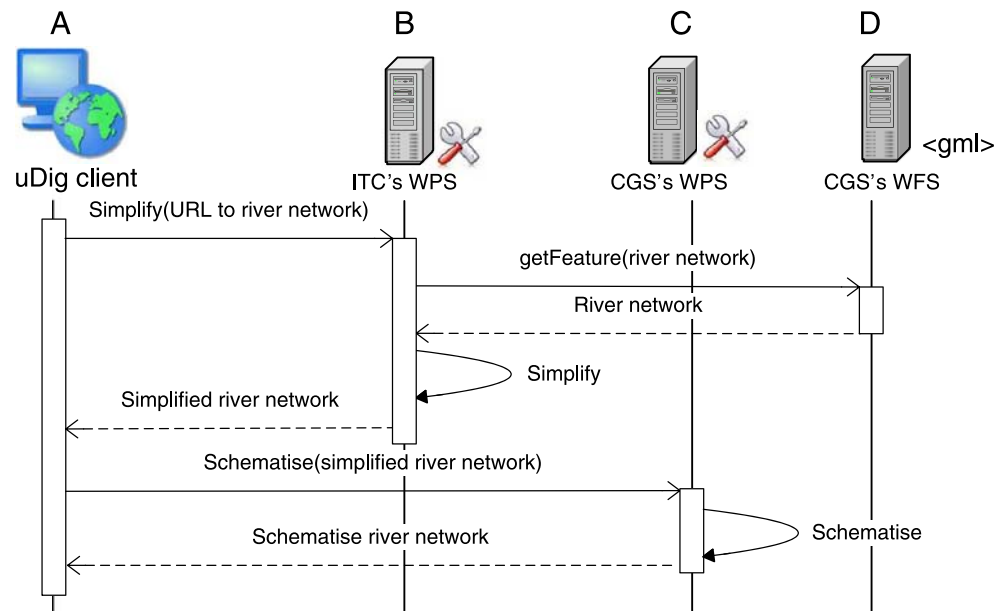 A
B
C
D
<gml>
uDig client
ITC's WPS
CGS's WPS
CGS's WFS
Simplify(URL to river network)
getFeature(river network)
River network
Simplify
Simplified river network
Schematise(simplified river network)
Schematise river network
Schematise